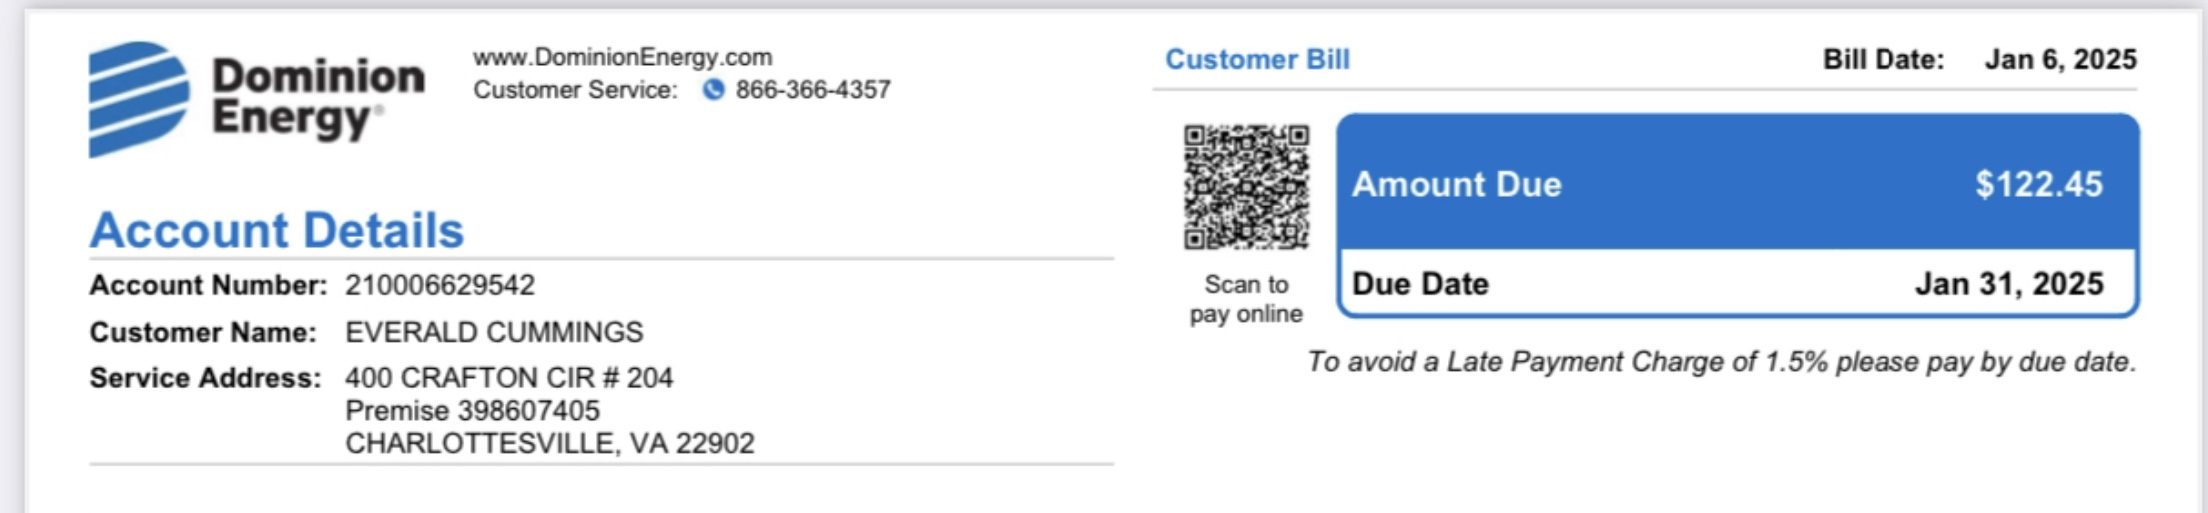 Dominion
Energy®
www.DominionEnergy.com
Customer Service: 866-366-4357
Account Details
Account Number: 210006629542
Customer Name: EVERALD CUMMINGS
Service Address: 400 CRAFTON CIR # 204
Premise 398607405
CHARLOTTESVILLE, VA 22902
Customer Bill
Bill Date: Jan 6, 2025
Scan to
pay online
Amount Due $122.45
Due Date Jan 31, 2025
To avoid a Late Payment Charge of 1.5% please pay by due date.